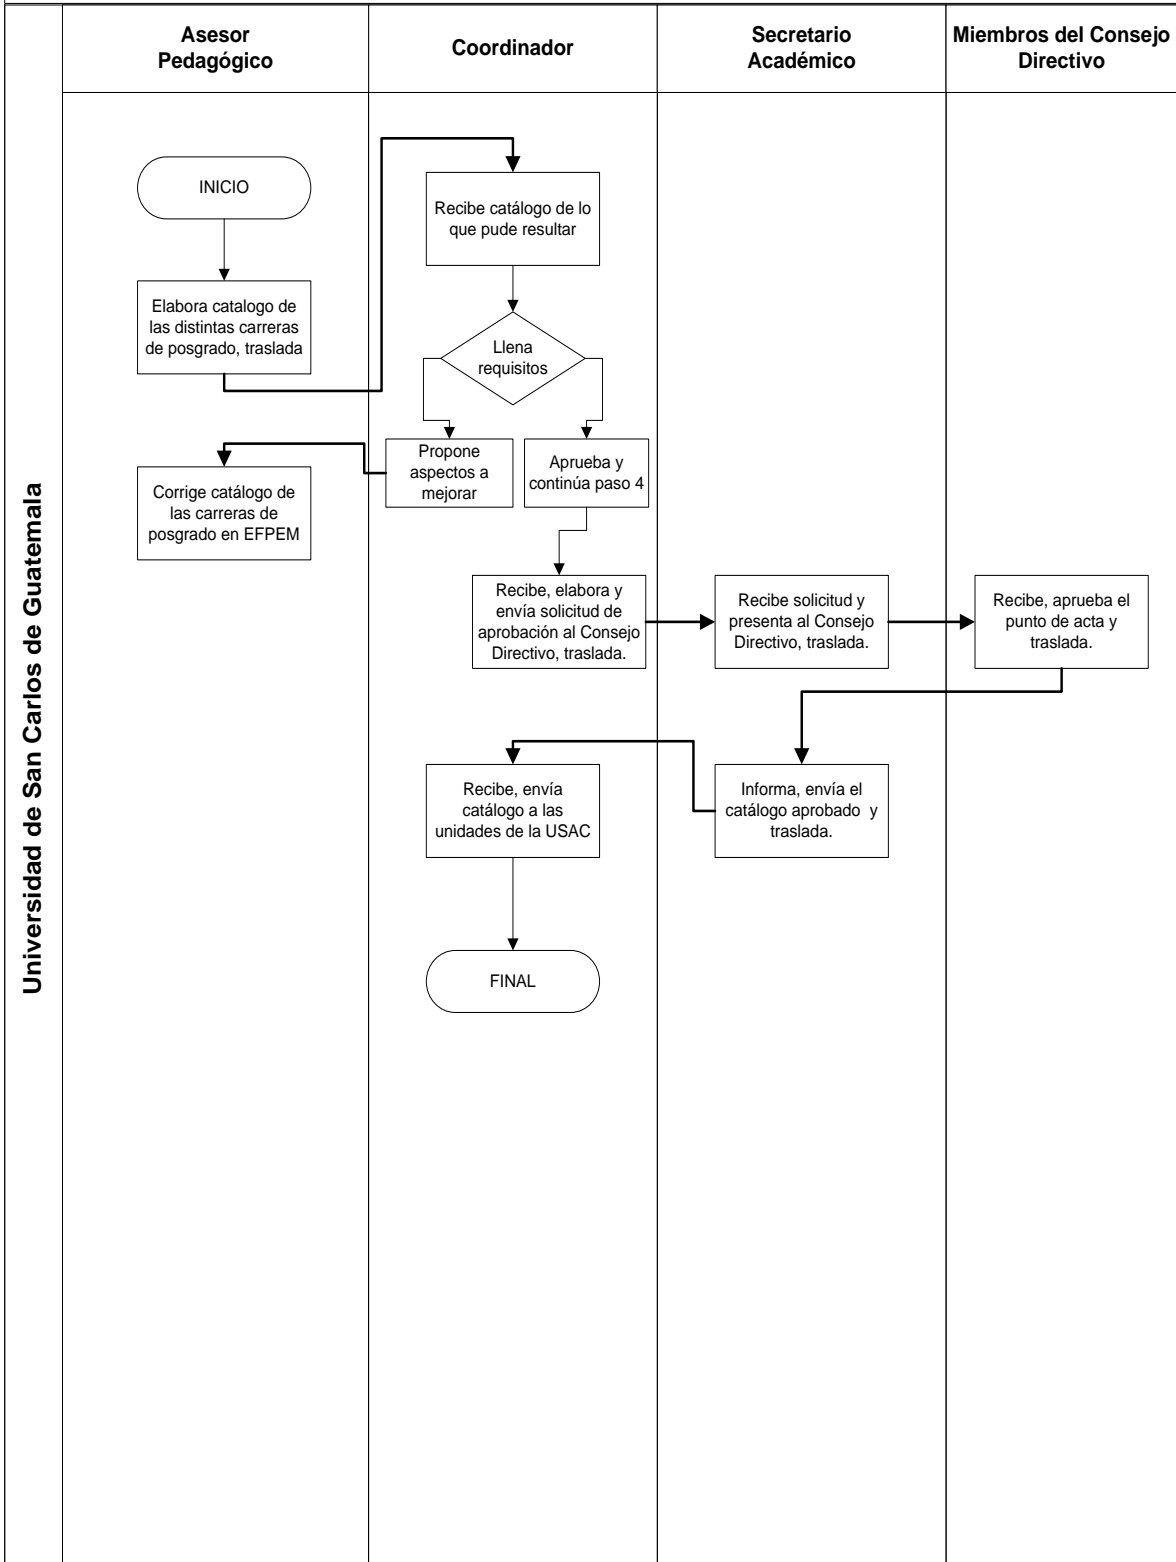 Asesor
Pedagógico
Coordinador
Secretario
Académico
Miembros del Consejo
Directivo
Universidad de San Carlos de Guatemala
INICIO
Recibe catálogo de lo
que pude resultar
Elabora catalogo de
las distintas carreras
de posgrado, traslada
Llena
requisitos
Propone
aspectos a
mejorar
Aprueba y
continúa paso 4
Corrige catálogo de
las carreras de
posgrado en EFPEM
Recibe, elabora y
envía solicitud de
aprobación al Consejo
Directivo, traslada.
Recibe solicitud y
presenta al Consejo
Directivo, traslada.
Recibe, aprueba el
punto de acta y
traslada.
Recibe, envía
catálogo a las
unidades de la USAC
Informa, envía el
catálogo aprobado  y
traslada.
FINAL